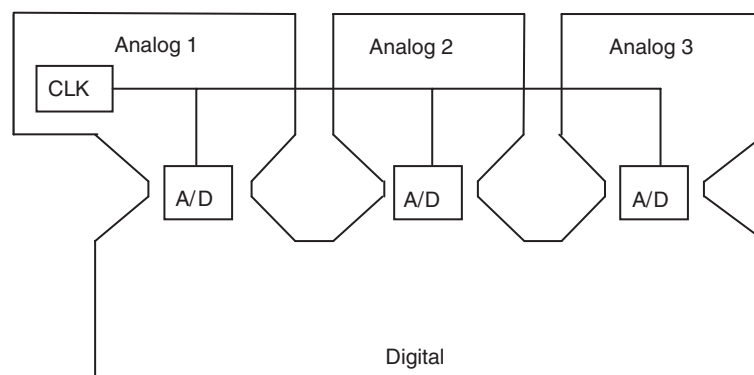 Analog 1
Analog 2
Analog 3
CLK
A/D
A/D
A/D
Digital